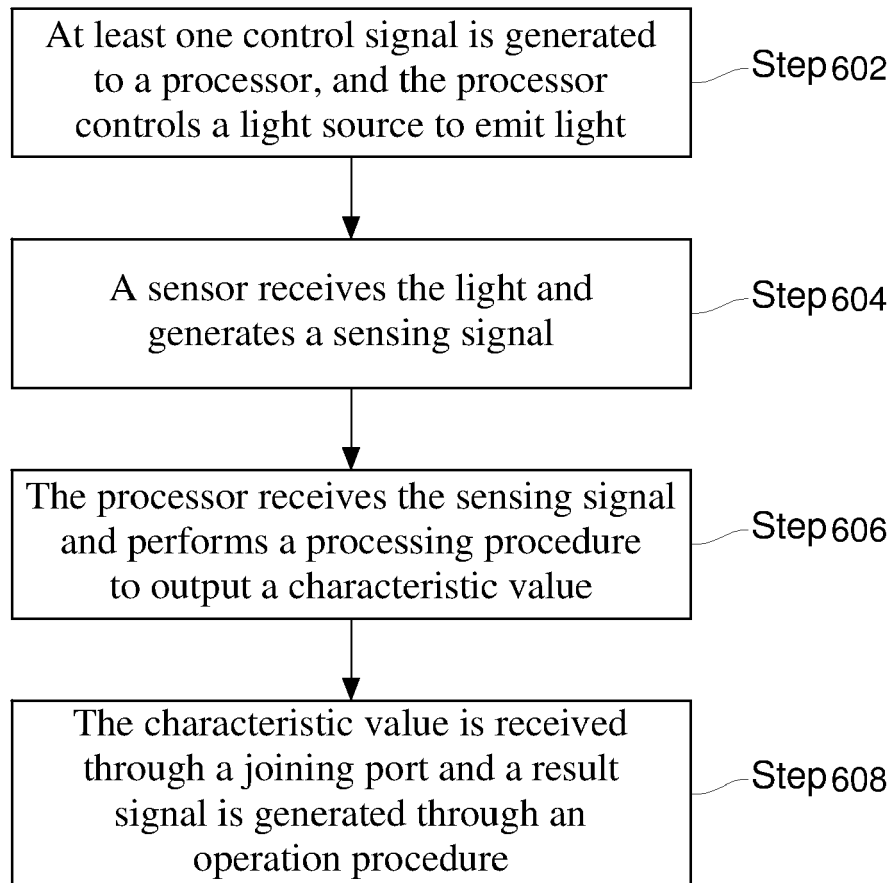 At least one control signal is generated
to a processor, and the processor
controls a light source to emit light
Step 602
A sensor receives the light and
generates a sensing signal
Step 604
The processor receives the sensing signal
and performs a processing procedure
to output a characteristic value
Step 606
The characteristic value is received
through a joining port and a result
signal is generated through an
operation procedure
Step 608